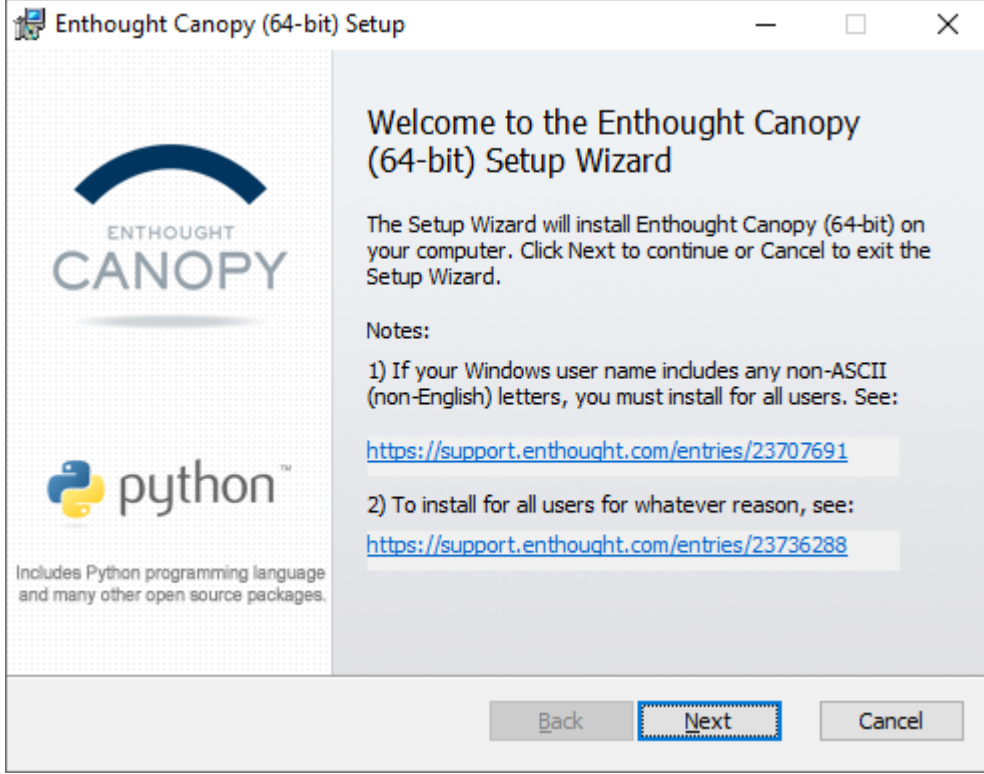 Enthought Canopy (64-bit) Setup
Welcome to the Enthought Canopy
(64-bit) Setup Wizard
The Setup Wizard will install Enthought Canopy (64-bit) on
your computer. Click Next to continue or Cancel to exit the
Setup Wizard.
Notes:
1) If your Windows user name includes any non-ASCII
(non-English) letters, you must install for all users. See:
https://support.enthought.com/entries/23707691
2) To install for all users for whatever reason, see:
https://support.enthought.com/entries/23736288
ENTHOUGHT
CANOPY
python™
Includes Python programming language
and many other open source packages.
Back Next Cancel